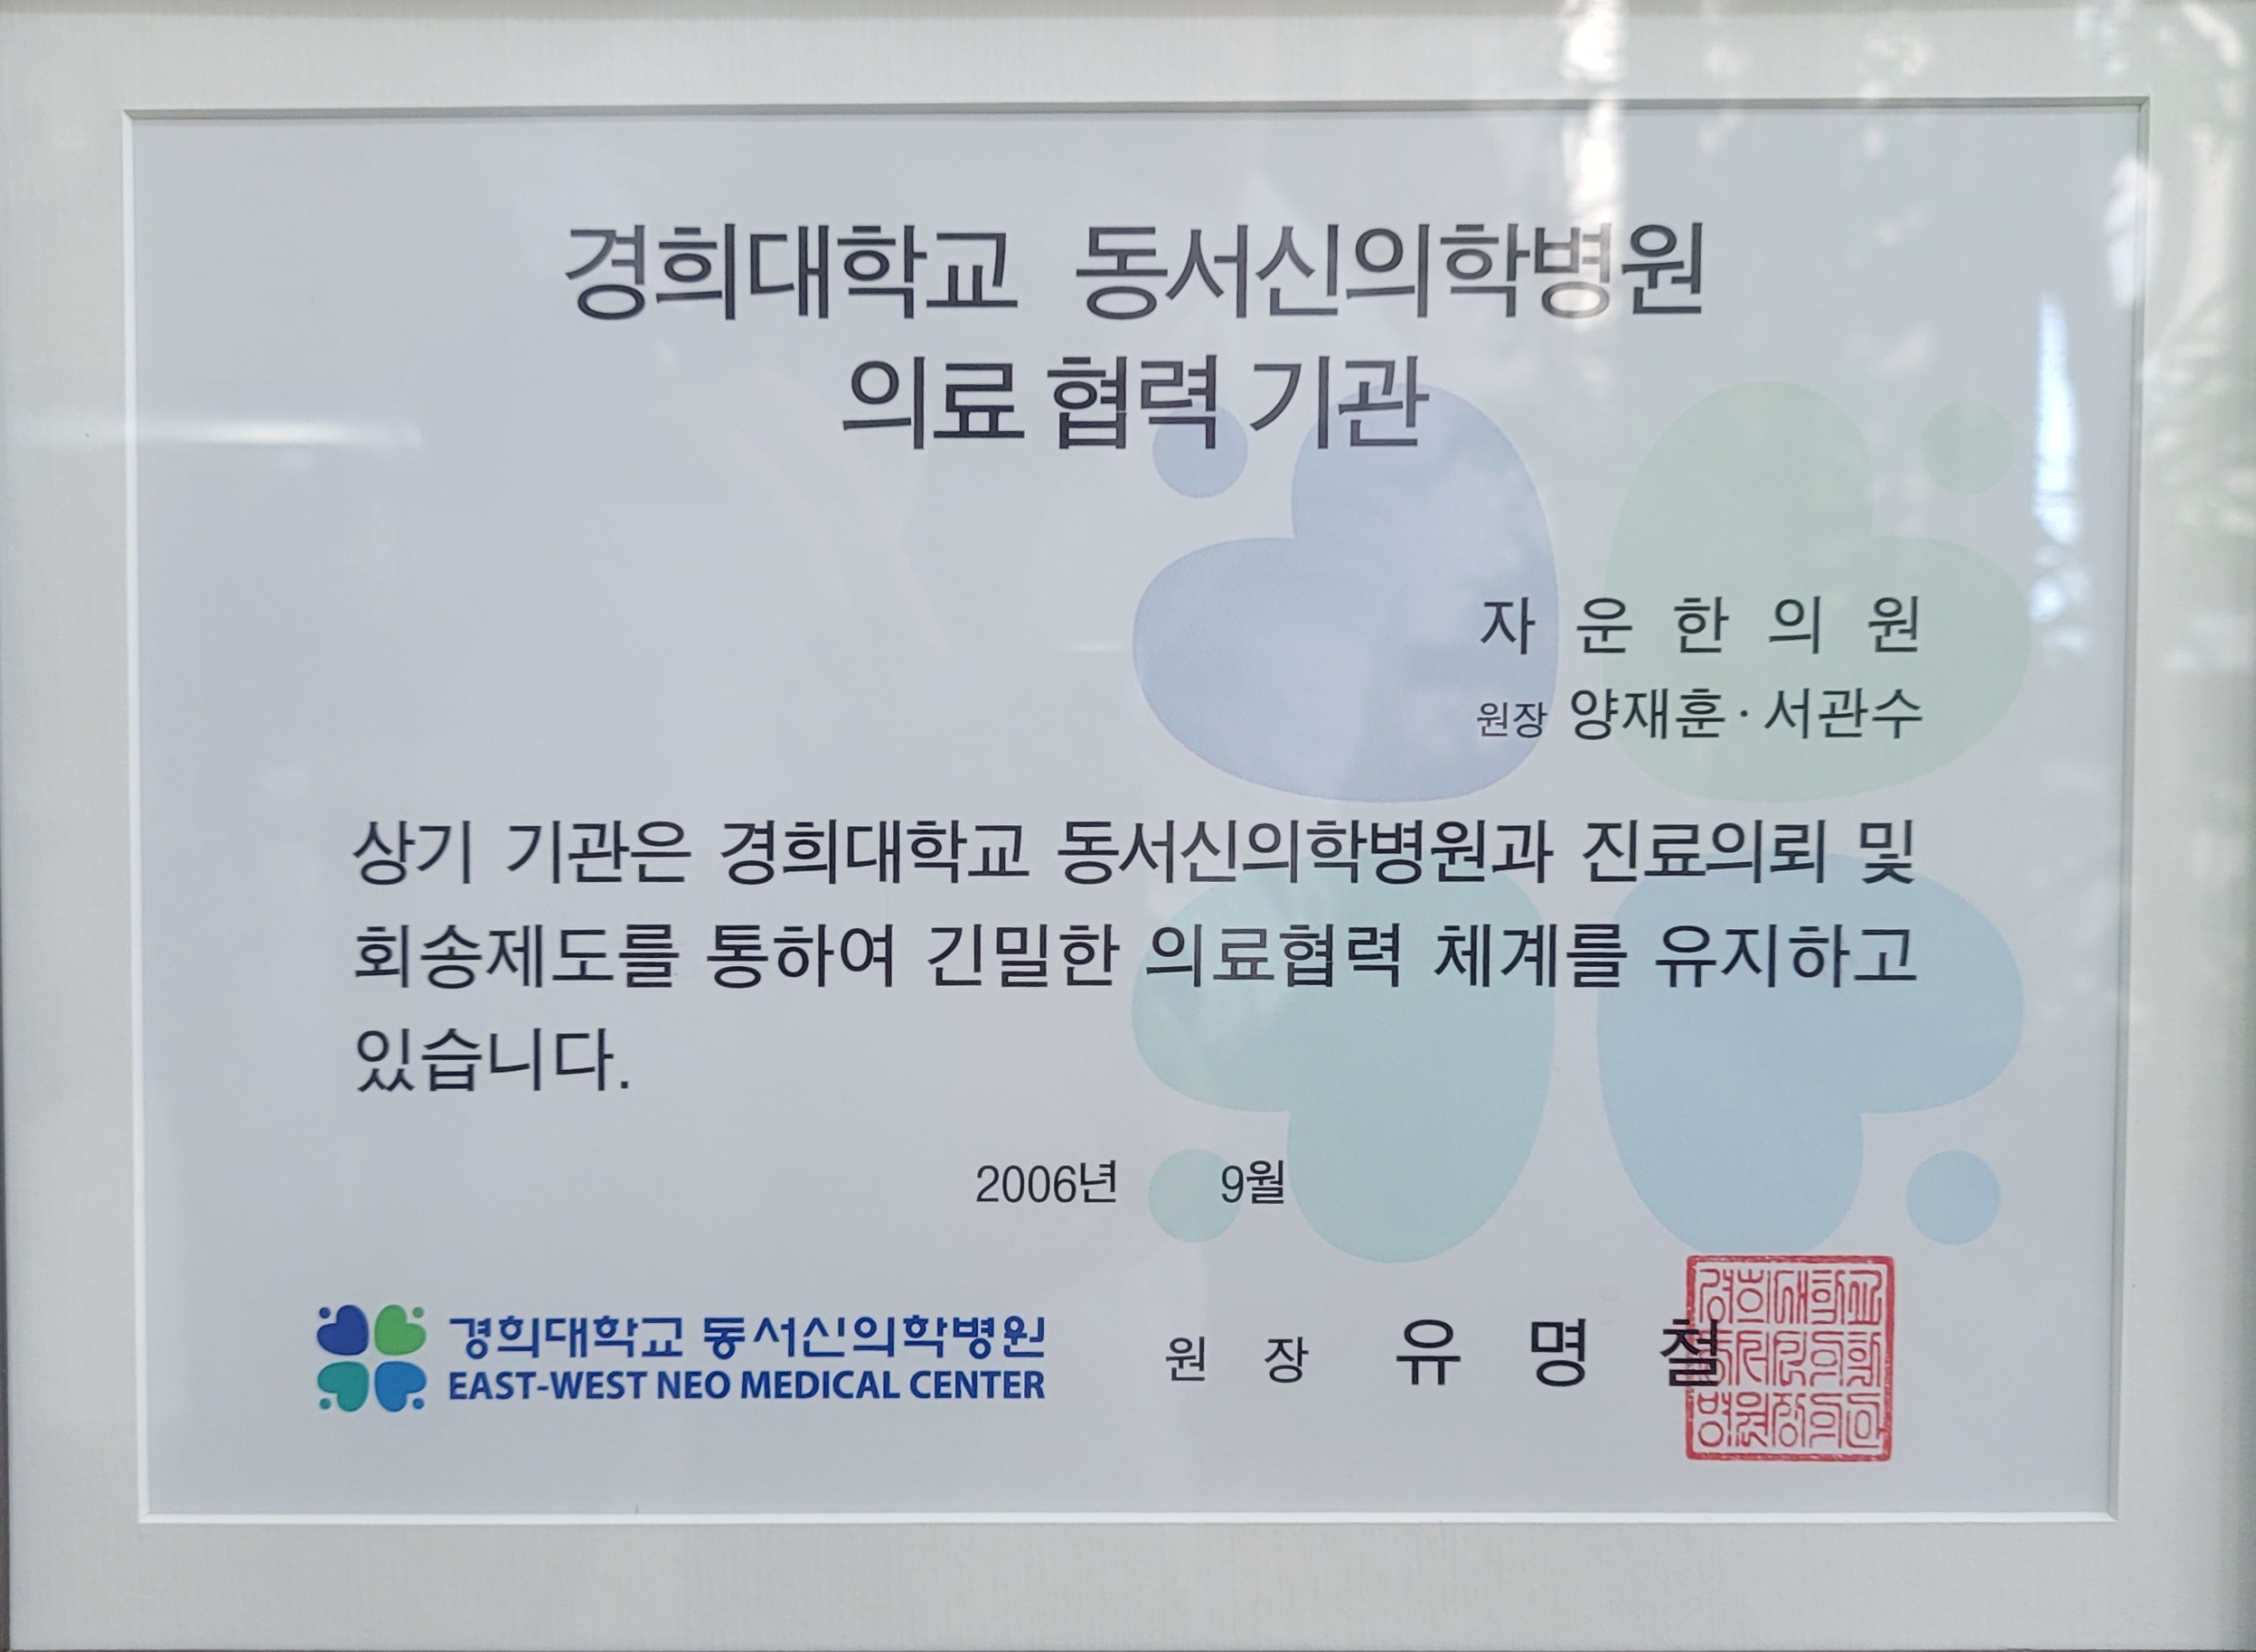 경희대학교 동서신의학병원
의료 협력 기관
자 운 한 의 원
원장 양재훈 · 서관수
상기 기관은 경희대학교 동서신의학병원과 진료의뢰 및
회송제도를 통하여 긴밀한 의료협력 체계를 유지하고
있습니다.
2006년 9월
경희대학교 동서신의학병원
EAST-WEST NEO MEDICAL CENTER
원 장 유 명 철